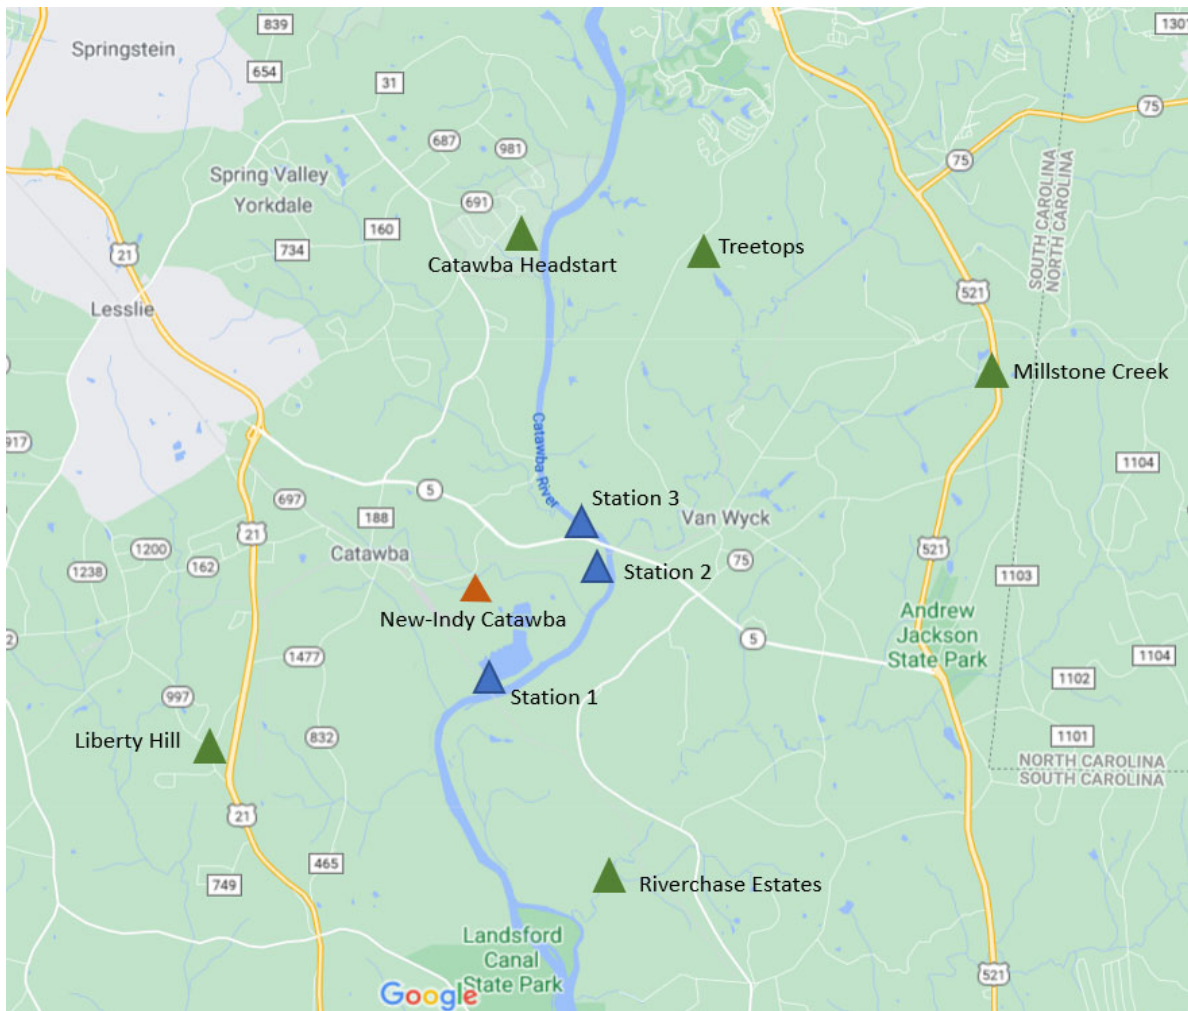 839
1301
Springstein
654
31
75
687
981
75
Spring Valley
Yorkdale
691
160
SOUTH CAROLINA
NORTH CAROLINA
21
734
Treetops
Catawba Headstart
521
Lesslie
Millstone Creek
917
Catawba River
1104
5
697
Station 3
188
Van Wyck
21
1200
Catawba
521
162
75
1238
Station 2
1103
New-Indy Catawba
Andrew
Jackson
State Park
2
5
1477
1104
1102
997
Station 1
Liberty Hill
832
1101
NORTH CAROLINA
SOUTH CAROLINA
21
465
749
Riverchase Estates
Landsford
Canal
State Park
521
Google